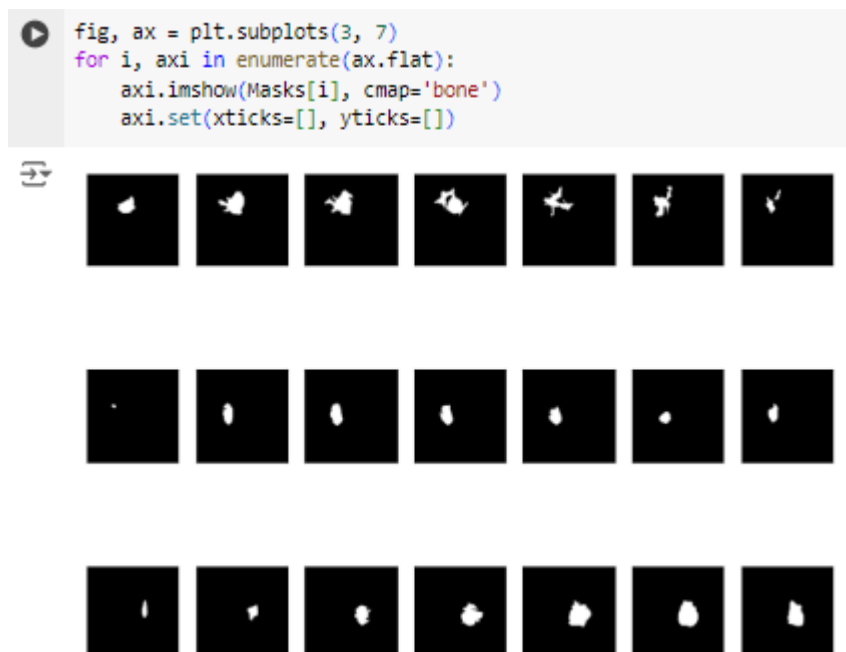 fig, ax = plt.subplots(3, 7)
for i, axi in enumerate(ax.flat):
    axi.imshow(Masks[i], cmap='bone')
    axi.set(xticks=[], yticks=[])